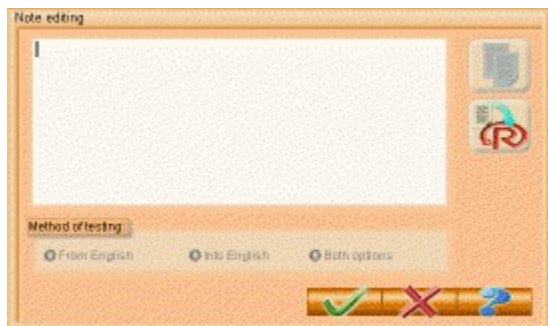 Note editing
Method of testing:
From English Into English Both options